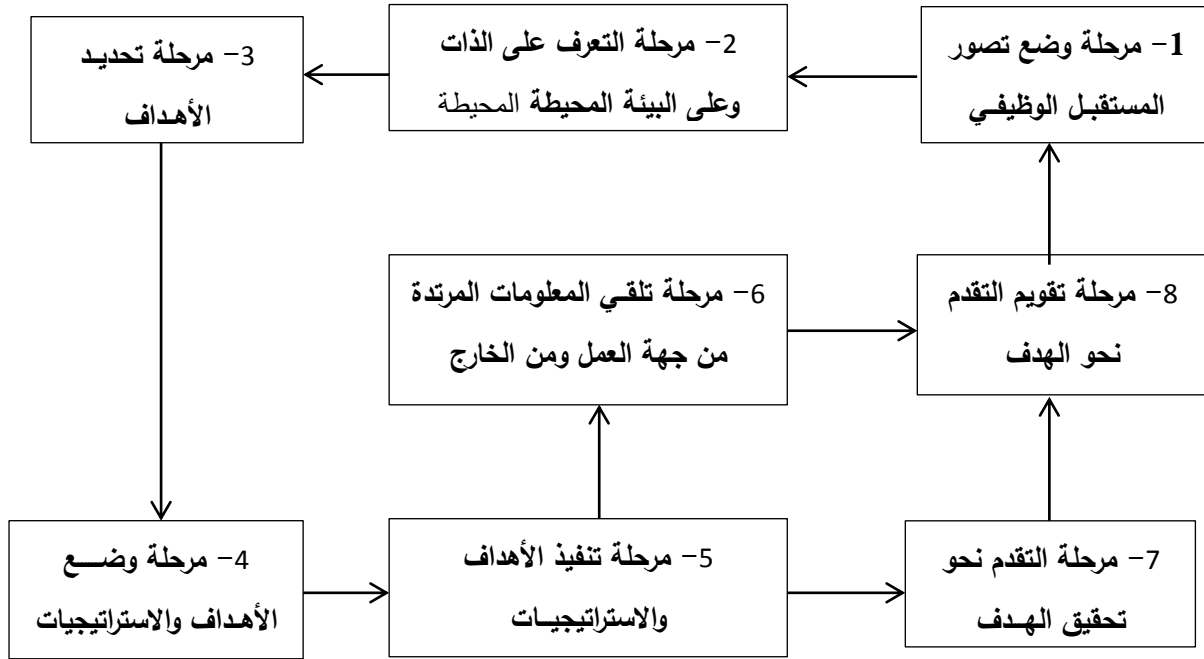 1- مرحلة وضع تصور
المستقبل الوظيفي
2- مرحلة التعرف على الذات
وعلى البيئة المحيطة المحيطة
3- مرحلة تحديد
الأهداف
4- مرحلة وضع
الأهداف والاستراتيجيات
5- مرحلة تنفيذ الأهداف
والاستراتيجيات
6- مرحلة تلقي المعلومات المرتدة
من جهة العمل ومن الخارج
7- مرحلة التقدم نحو
تحقيق الهدف
8- مرحلة تقويم التقدم
نحو الهدف